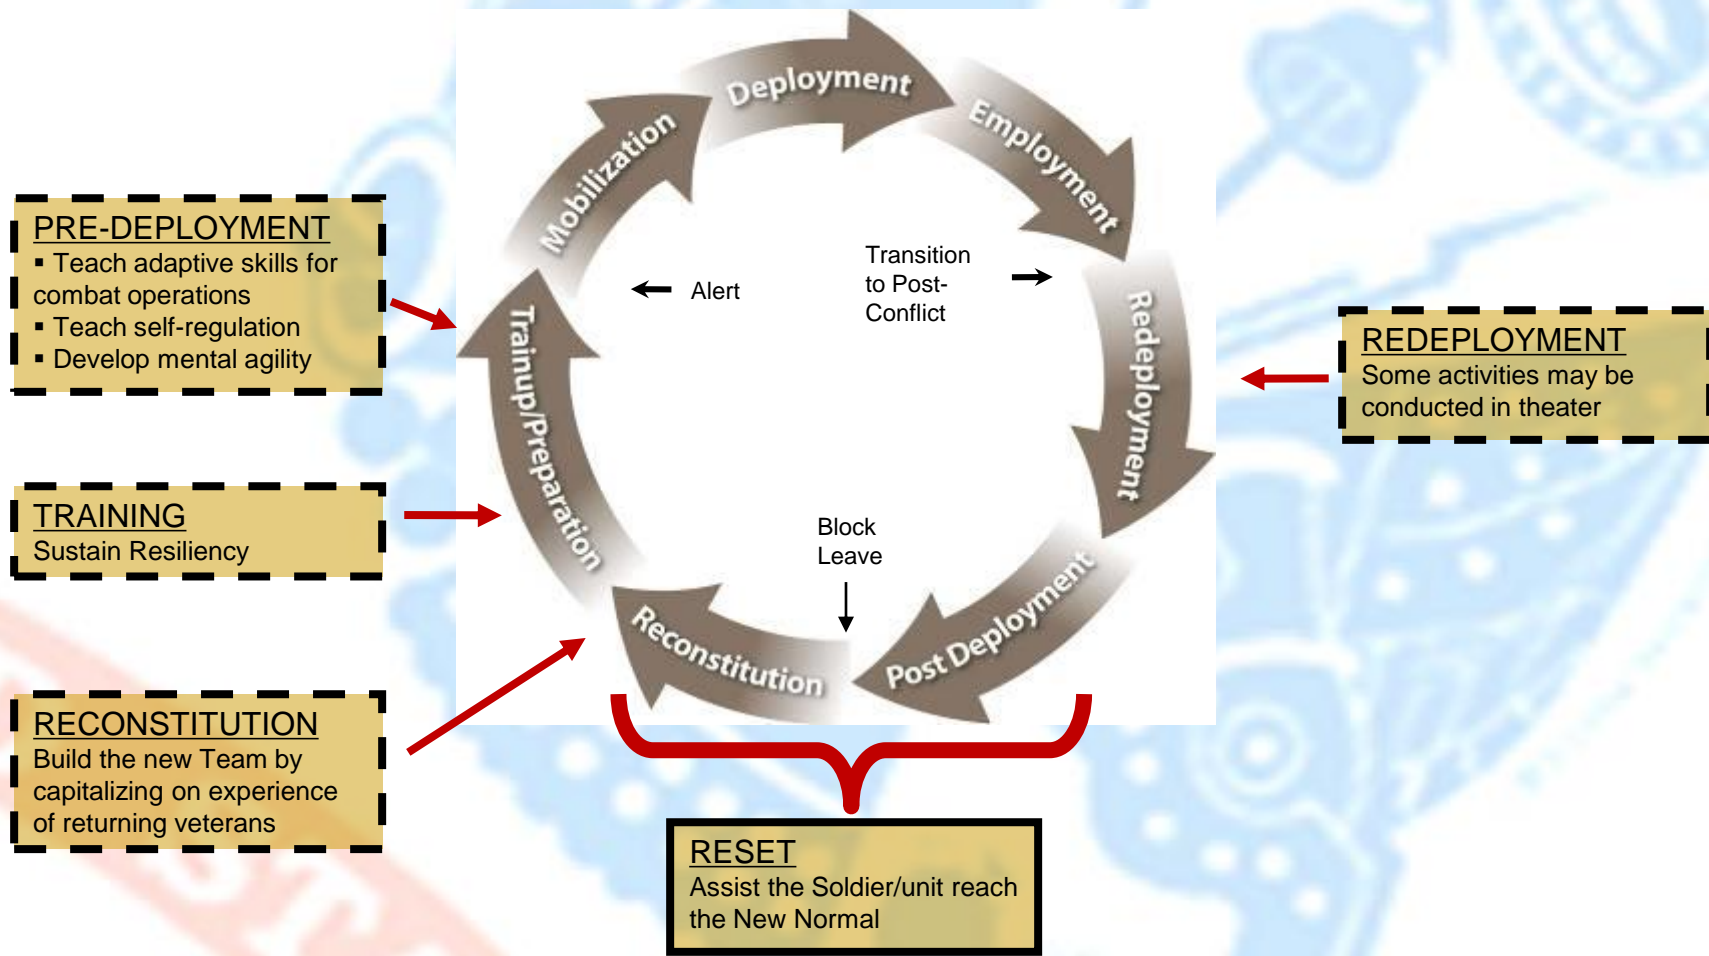 Deployment
Employment
Mobilization
PRE-DEPLOYMENT
▪ Teach adaptive skills for
combat operations
▪ Teach self-regulation
▪ Develop mental agility
Alert
Transition
to Post-
Conflict
Redeployment
REDEPLOYMENT
Some activities may be
conducted in theater
Trainup/Preparation
TRAINING
Sustain Resiliency
Block
Leave
Post Deployment
Reconstitution
RECONSTITUTION
Build the new Team by
capitalizing on experience
of returning veterans
RESET
Assist the Soldier/unit reach
the New Normal